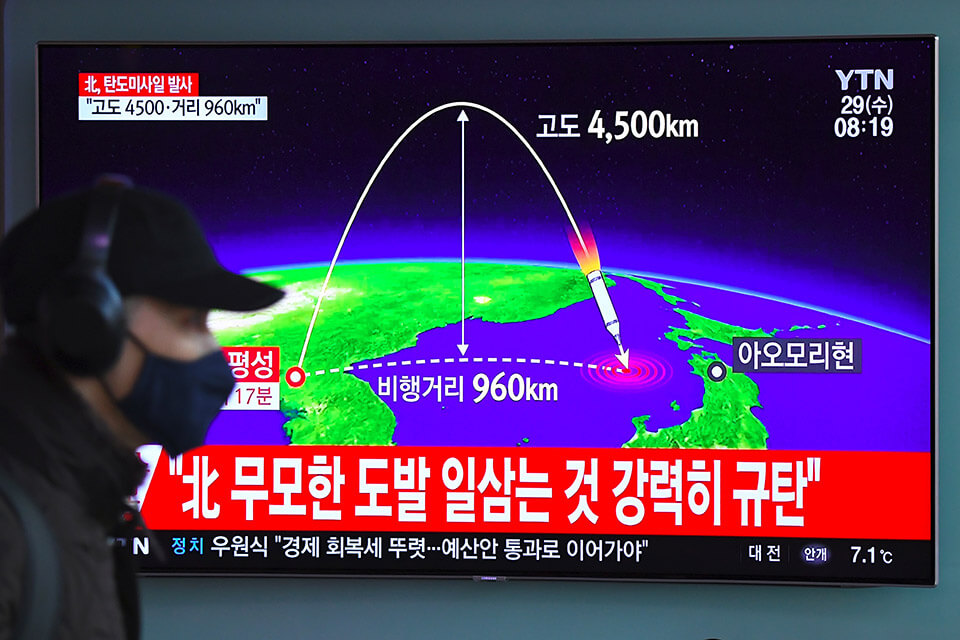 北, 탄도미사일 발사
"고도 4500·거리 960km"
YTN
29(수)
08:19
고도 4,500km
평성
17분
비행거리 960km
아오모리현
"北 무모한 도발 일삼는 것 강력히 규탄"
N 정치 우원식 "경제 회복세 뚜렷…예산안 통과로 이어가야" 대전 안개 7.1℃
SAMSUNG